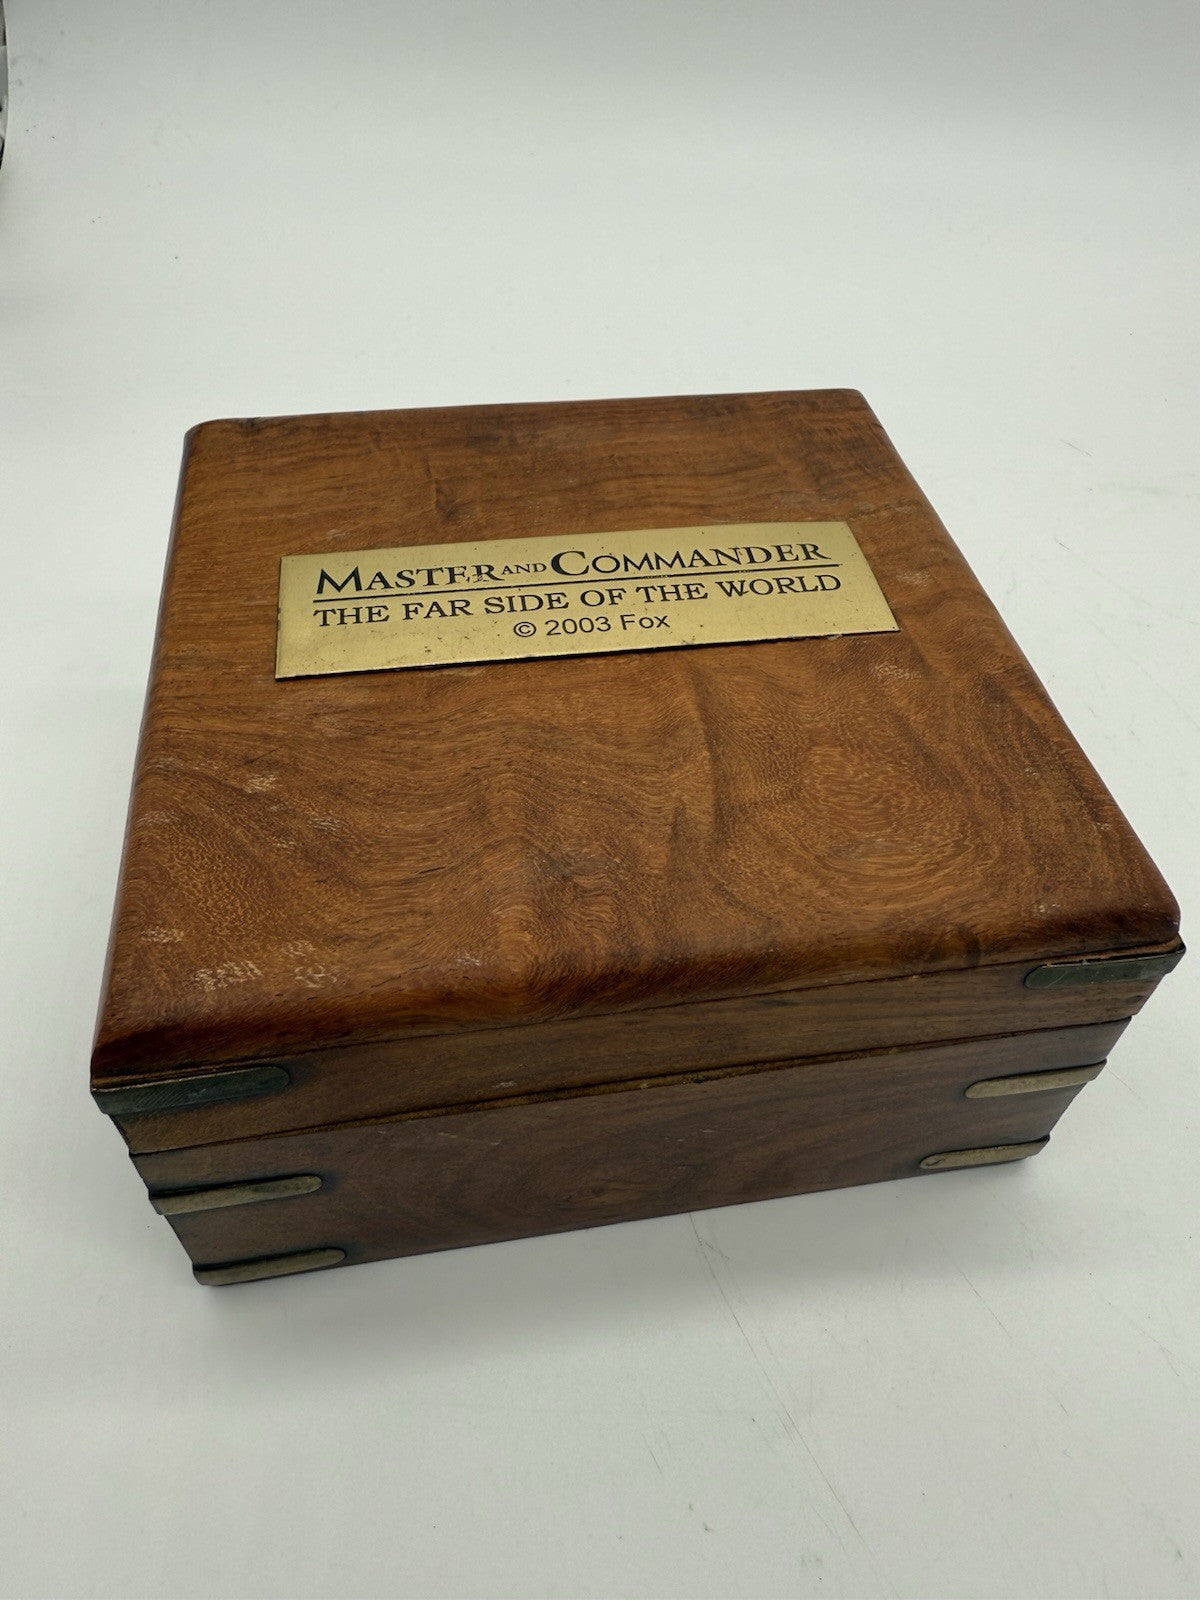 MASTER AND COMMANDER
THE FAR SIDE OF THE WORLD
© 2003 Fox